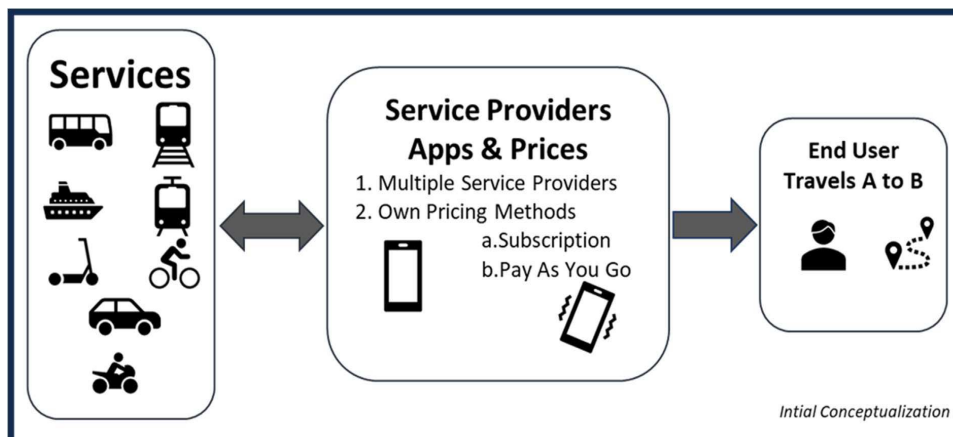 Services
Service Providers
Apps & Prices
1. Multiple Service Providers
2. Own Pricing Methods
a.Subscription
b.Pay As You Go
End User
Travels A to B
Intial Conceptualization